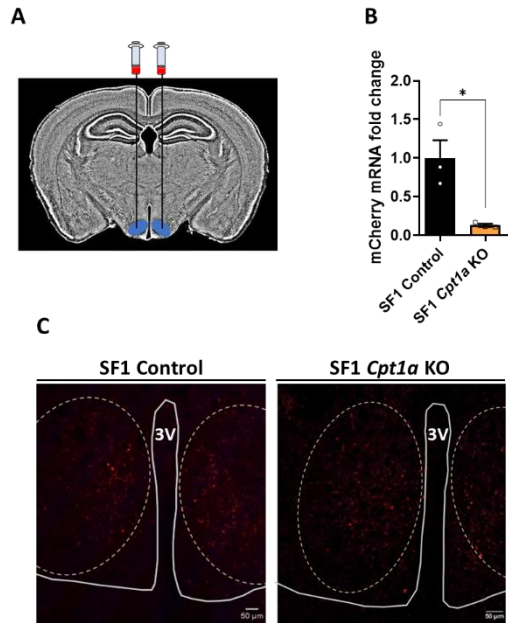 A
B
mCherry mRNA fold change
2.0
1.5
1.0
0.5
0.0
*
SF1 Control
SF1 Cpt1a KO
C
SF1 Control
SF1 Cpt1a KO
3V
3V
50 µm
50 µm